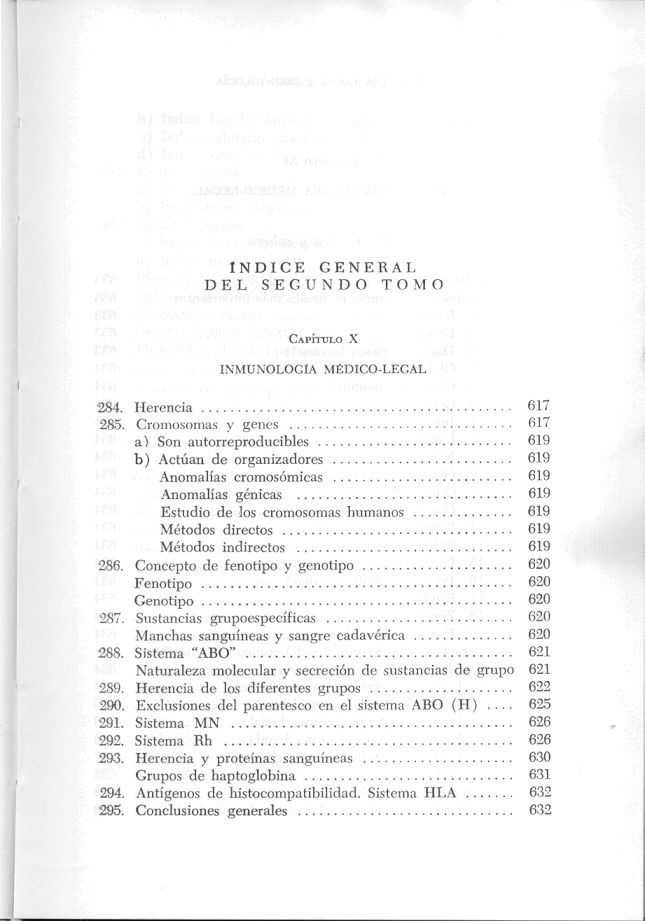 ÍNDICE GENERAL
DEL SEGUNDO TOMO
CAPÍTULO X
INMUNOLOGÍA MÉDICO-LEGAL
284. Herencia .......................................... 617
285. Cromosomas y genes ............................... 617
a) Son autorreproducibles ........................... 619
b) Actúan de organizadores ......................... 619
Anomalías cromosómicas ......................... 619
Anomalías génicas .............................. 619
Estudio de los cromosomas humanos .............. 619
Métodos directos ................................ 619
Métodos indirectos .............................. 619
286. Concepto de fenotipo y genotipo ..................... 620
Fenotipo ........................................... 620
Genotipo ........................................... 620
287. Sustancias grupoespecíficas .......................... 620
Manchas sanguíneas y sangre cadavérica .............. 620
288. Sistema “ABO” ..................................... 621
Naturaleza molecular y secreción de sustancias de grupo 621
289. Herencia de los diferentes grupos .................... 622
290. Exclusiones del parentesco en el sistema ABO (H) .... 625
291. Sistema MN ....................................... 626
292. Sistema Rh ........................................ 626
293. Herencia y proteínas sanguíneas ..................... 630
Grupos de haptoglobina ............................. 631
294. Antígenos de histocompatibilidad. Sistema HLA ....... 632
295. Conclusiones generales .............................. 632